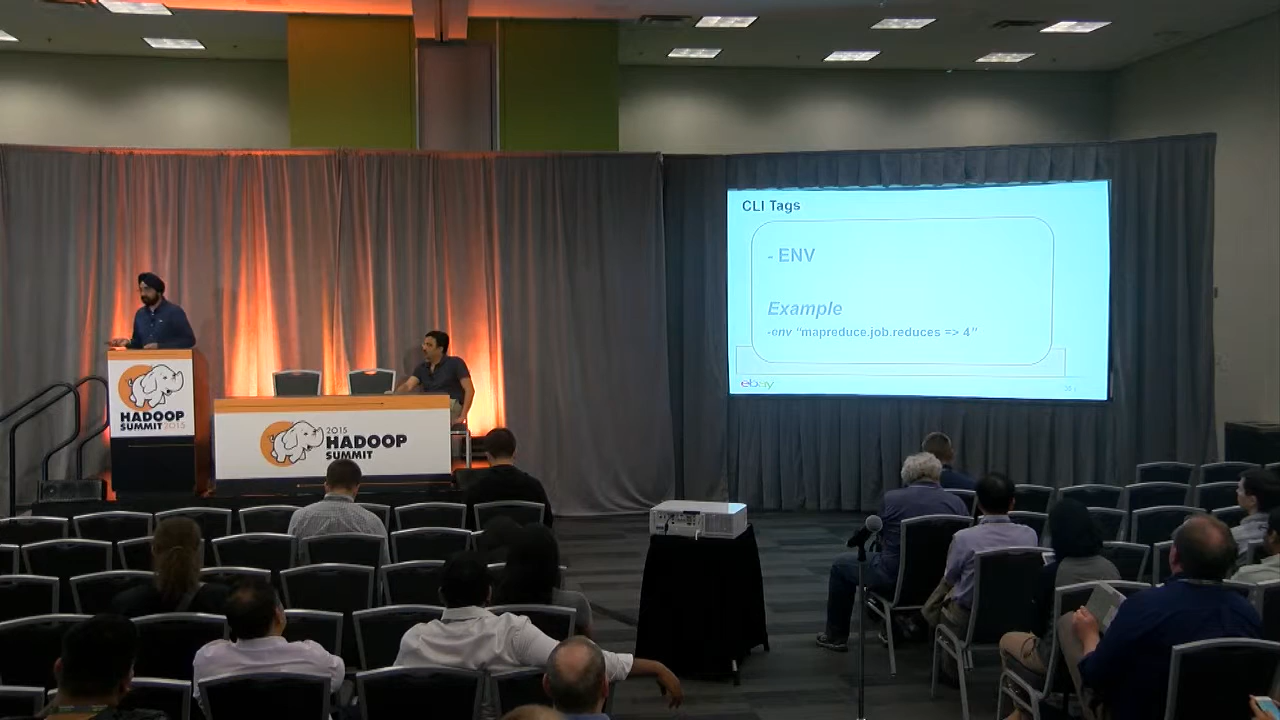 CLI Tags
- ENV
Example
-env "mapreduce.job.reduces => 4"
ebay
HADOOP
SUMMIT 2015
2015
HADOOP
SUMMIT